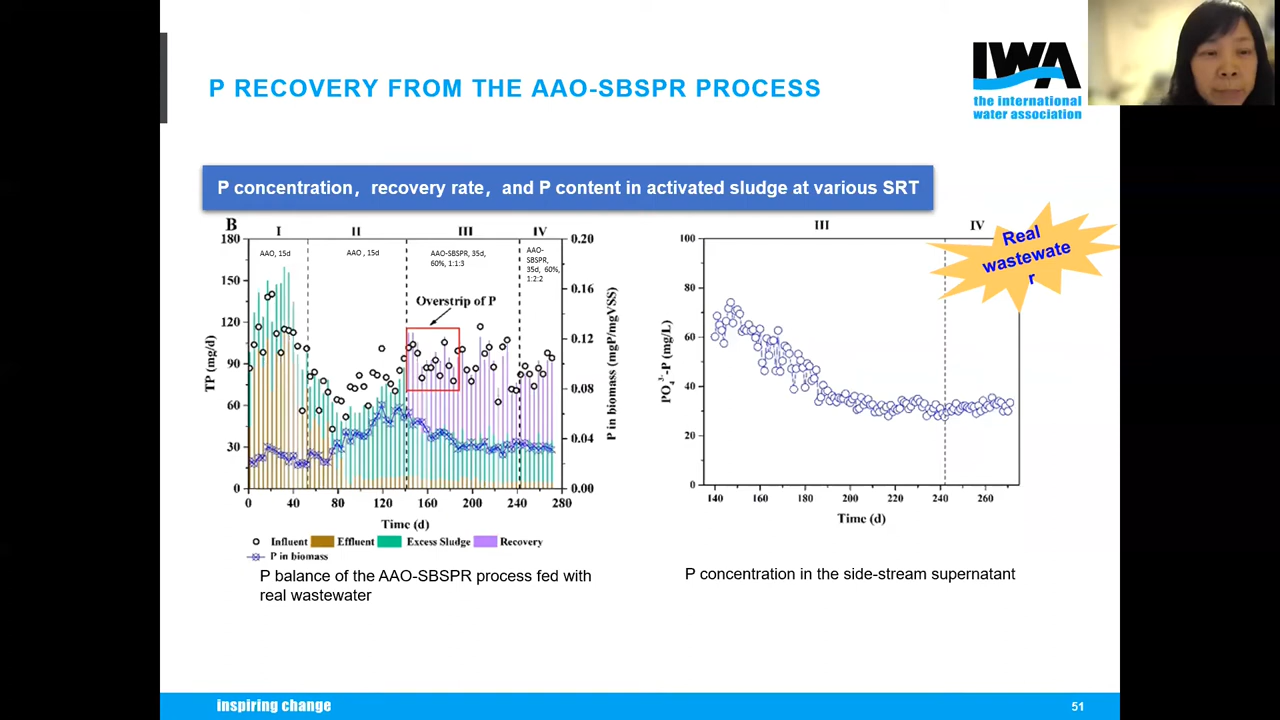 P RECOVERY FROM THE AAO-SBSPR PROCESS
IWA
the international
water association
P concentration，recovery rate，and P content in activated sludge at various SRT
B
I
II
III
IV
AAO, 15d
AAO , 15d
AAO-SBSPR, 35d,
60%, 1:1:3
AAO-
SBSPR,
35d, 60%,
1:2:2
Overstrip of P
180
150
120
90
60
30
0
TP (mg/d)
0.20
0.16
0.12
0.08
0.04
0.00
P in biomass (mgP/mgVSS)
0 40 80 120 160 200 240 280
Time (d)
Influent Effluent Excess Sludge Recovery
P in biomass
P balance of the AAO-SBSPR process fed with
real wastewater
III
IV
Real
wastewate
r
100
80
60
40
20
0
PO₄³⁻-P (mg/L)
140 160 180 200 220 240 260
Time (d)
P concentration in the side-stream supernatant
inspiring change
51